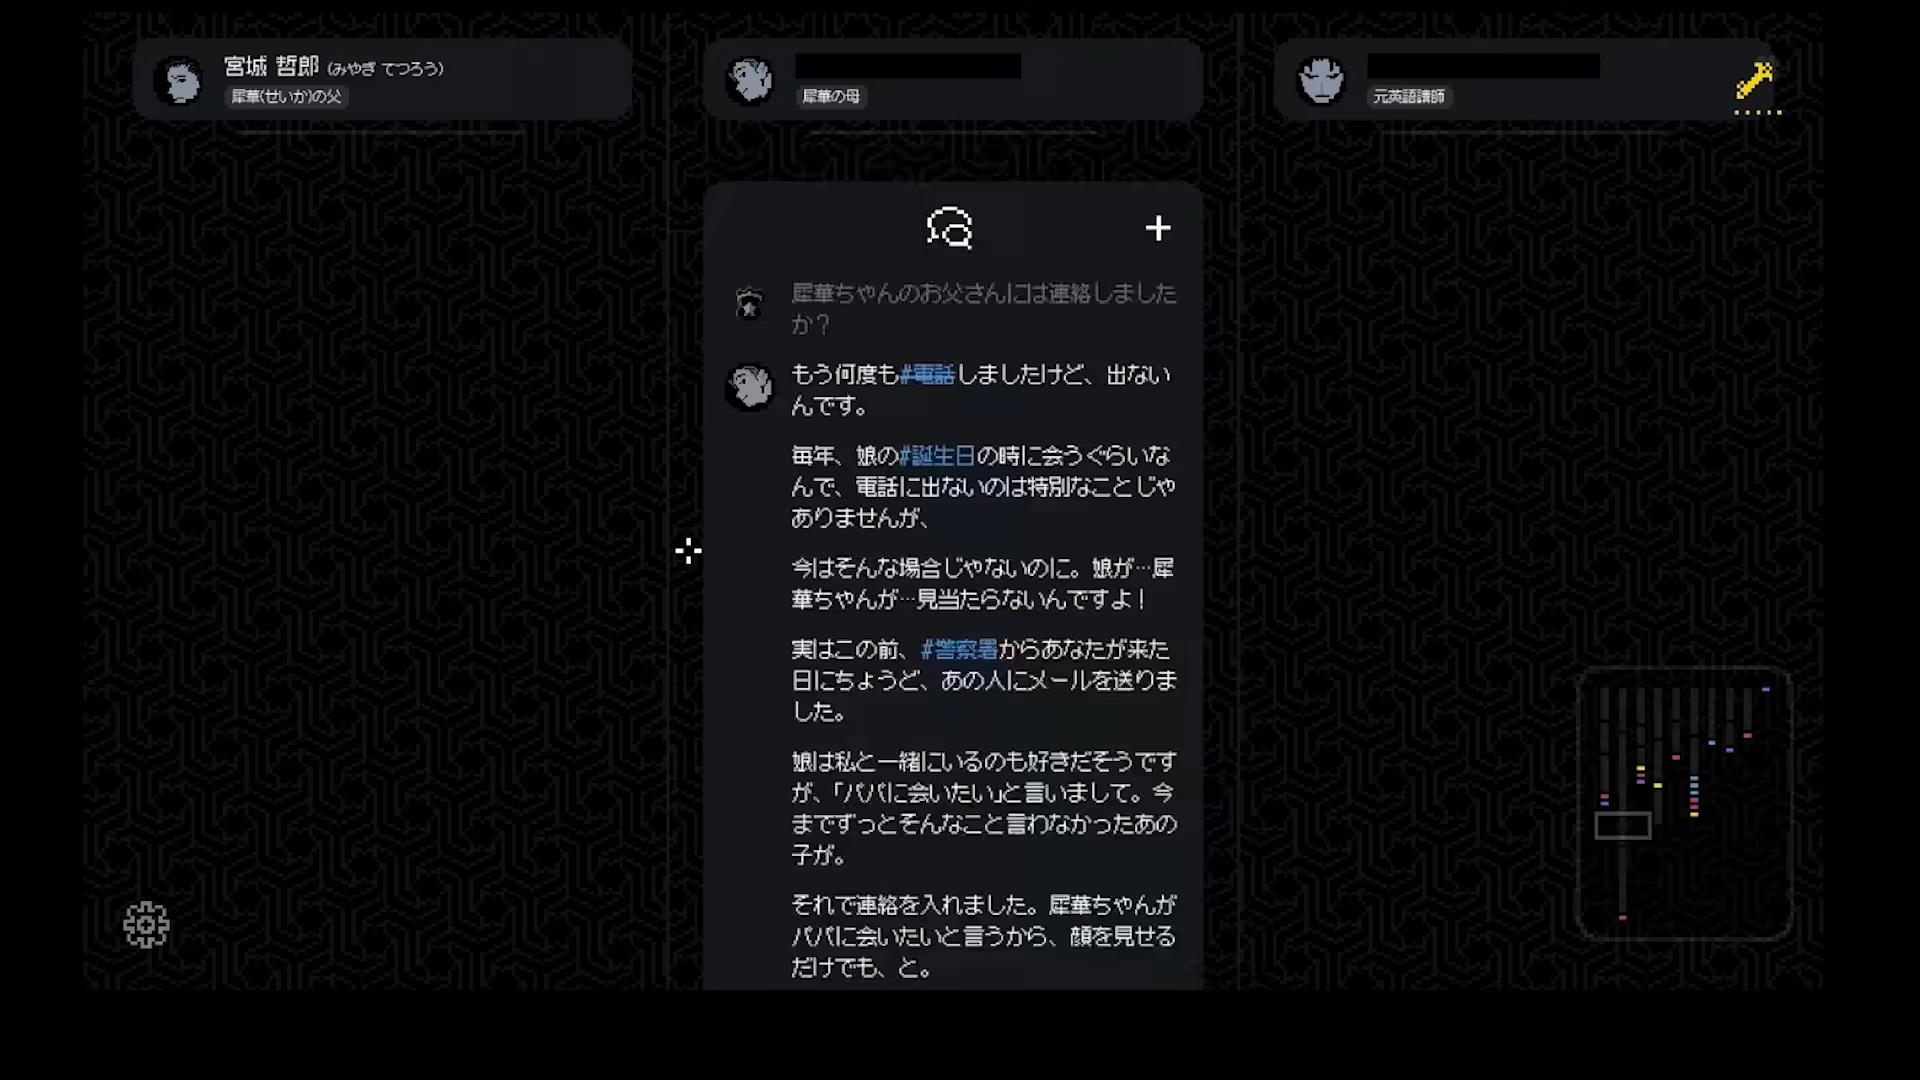 宮城 哲郎 (みやぎ てつろう)
犀華(せいか)の父
犀華の母
元英語講師
犀華ちゃんのお父さんには連絡しました
か？
もう何度も#電話しましたけど、出ない
んです。
毎年、娘の#誕生日の時に会うぐらいな
んで、電話に出ないのは特別なことじゃ
ありませんが、
今はそんな場合じゃないのに。娘が…犀
華ちゃんが…見当たらないんですよ！
実はこの前、#警察署からあなたが来た
日にちょうど、あの人にメールを送りま
した。
娘は私と一緒にいるのも好きだそうです
が、「パパに会いたい」と言いまして。今
までずっとそんなこと言わなかったあの
子が。
それで連絡を入れました。犀華ちゃんが
パパに会いたいと言うから、顔を見せる
だけでも、と。